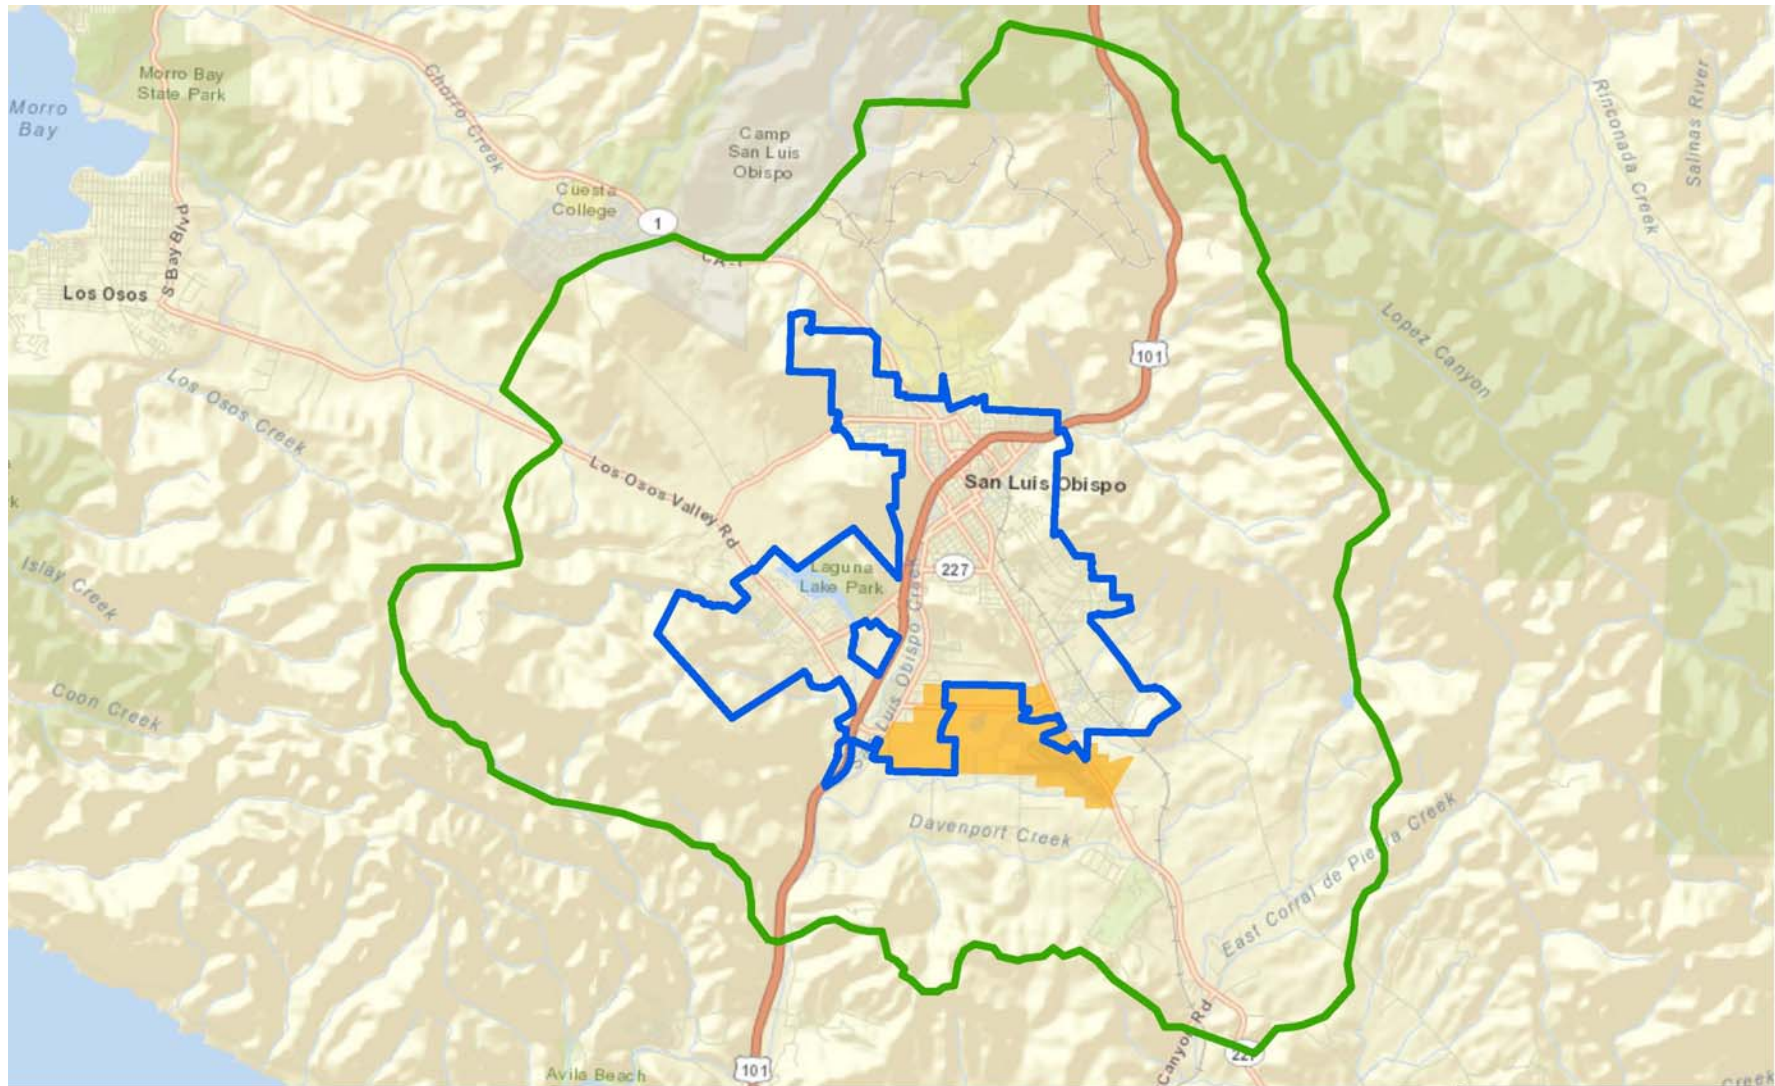 Morro Bay
State Park
Morro
Bay
Chorro Creek
Camp
San Luis
Obispo
Cuesta
College
1
CA-1
S Bay Blvd
Los Osos
Rinconada Creek
Salinas River
Lopez Canyon
101
Los Osos Creek
Los Osos Valley Rd
San Luis Obispo
Laguna
Lake Park
227
San Luis Obispo Creek
Islay Creek
Coon Creek
Davenport Creek
East Corral de Piedra Creek
Canyon Rd
227
101
Avila Beach
Creek